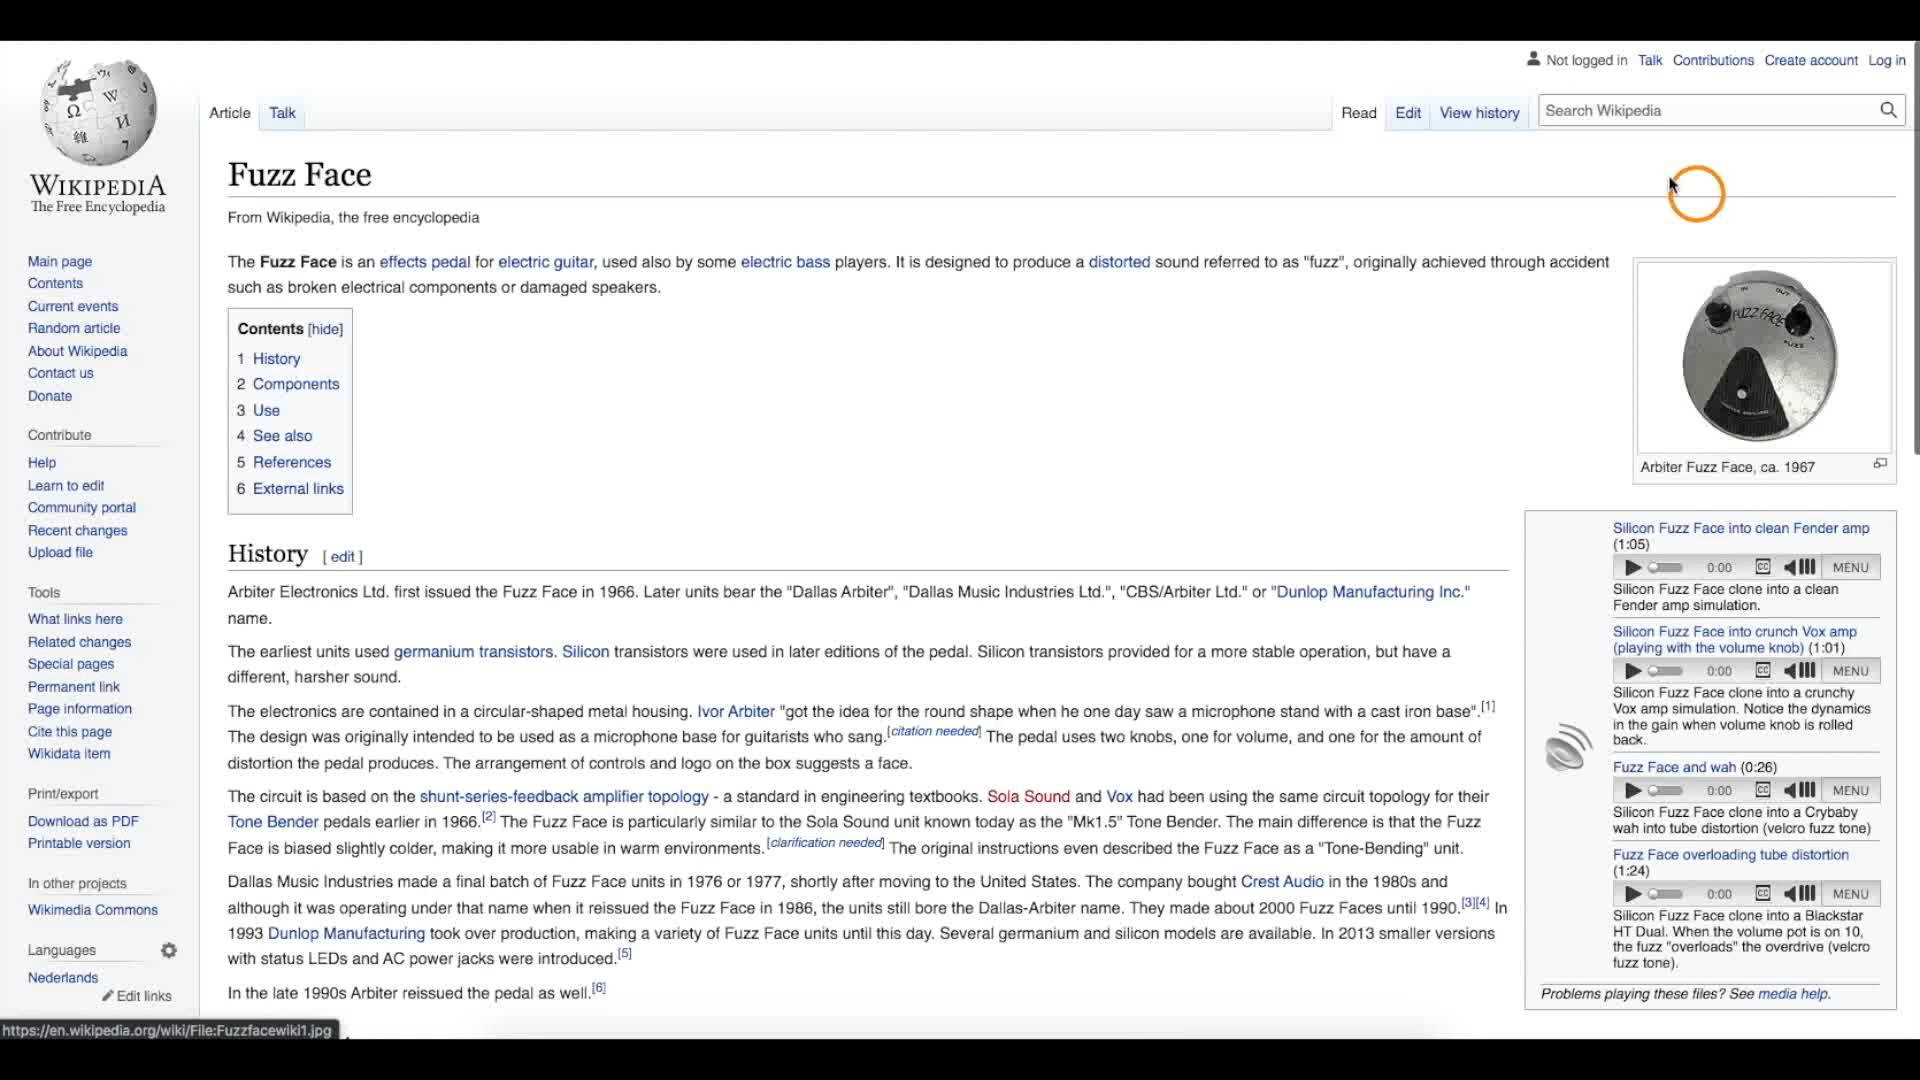 Not logged in Talk Contributions Create account Log in
Article Talk
Read Edit View history Search Wikipedia
WIKIPEDIA
The Free Encyclopedia
Main page
Contents
Current events
Random article
About Wikipedia
Contact us
Donate
Contribute
Help
Learn to edit
Community portal
Recent changes
Upload file
Tools
What links here
Related changes
Special pages
Permanent link
Page information
Cite this page
Wikidata item
Print/export
Download as PDF
Printable version
In other projects
Wikimedia Commons
Languages
Nederlands
Edit links
Fuzz Face
From Wikipedia, the free encyclopedia
The Fuzz Face is an effects pedal for electric guitar, used also by some electric bass players. It is designed to produce a distorted sound referred to as "fuzz", originally achieved through accident
such as broken electrical components or damaged speakers.
Contents [hide]
1 History
2 Components
3 Use
4 See also
5 References
6 External links
History [ edit ]
Arbiter Electronics Ltd. first issued the Fuzz Face in 1966. Later units bear the "Dallas Arbiter", "Dallas Music Industries Ltd.", "CBS/Arbiter Ltd." or "Dunlop Manufacturing Inc."
name.
The earliest units used germanium transistors. Silicon transistors were used in later editions of the pedal. Silicon transistors provided for a more stable operation, but have a
different, harsher sound.
The electronics are contained in a circular-shaped metal housing. Ivor Arbiter "got the idea for the round shape when he one day saw a microphone stand with a cast iron base".[1]
The design was originally intended to be used as a microphone base for guitarists who sang.[citation needed] The pedal uses two knobs, one for volume, and one for the amount of
distortion the pedal produces. The arrangement of controls and logo on the box suggests a face.
The circuit is based on the shunt-series-feedback amplifier topology - a standard in engineering textbooks. Sola Sound and Vox had been using the same circuit topology for their
Tone Bender pedals earlier in 1966.[2] The Fuzz Face is particularly similar to the Sola Sound unit known today as the "Mk1.5" Tone Bender. The main difference is that the Fuzz
Face is biased slightly colder, making it more usable in warm environments.[clarification needed] The original instructions even described the Fuzz Face as a "Tone-Bending" unit.
Dallas Music Industries made a final batch of Fuzz Face units in 1976 or 1977, shortly after moving to the United States. The company bought Crest Audio in the 1980s and
although it was operating under that name when it reissued the Fuzz Face in 1986, the units still bore the Dallas-Arbiter name. They made about 2000 Fuzz Faces until 1990.[3][4] In
1993 Dunlop Manufacturing took over production, making a variety of Fuzz Face units until this day. Several germanium and silicon models are available. In 2013 smaller versions
with status LEDs and AC power jacks were introduced.[5]
In the late 1990s Arbiter reissued the pedal as well.[6]
IN OUT
FUZZ FACE
VOLUME FUZZ
Arbiter Fuzz Face, ca. 1967
Silicon Fuzz Face into clean Fender amp
(1:05)
0:00 CC MENU
Silicon Fuzz Face clone into a clean
Fender amp simulation.
Silicon Fuzz Face into crunch Vox amp
(playing with the volume knob) (1:01)
0:00 CC MENU
Silicon Fuzz Face clone into a crunchy
Vox amp simulation. Notice the dynamics
in the gain when volume knob is rolled
back.
Fuzz Face and wah (0:26)
0:00 CC MENU
Silicon Fuzz Face clone into a Crybaby
wah into tube distortion (velcro fuzz tone)
Fuzz Face overloading tube distortion
(1:24)
0:00 CC MENU
Silicon Fuzz Face clone into a Blackstar
HT Dual. When the volume pot is on 10,
the fuzz "overloads" the overdrive (velcro
fuzz tone).
Problems playing these files? See media help.
https://en.wikipedia.org/wiki/File:Fuzzfacewiki1.jpg